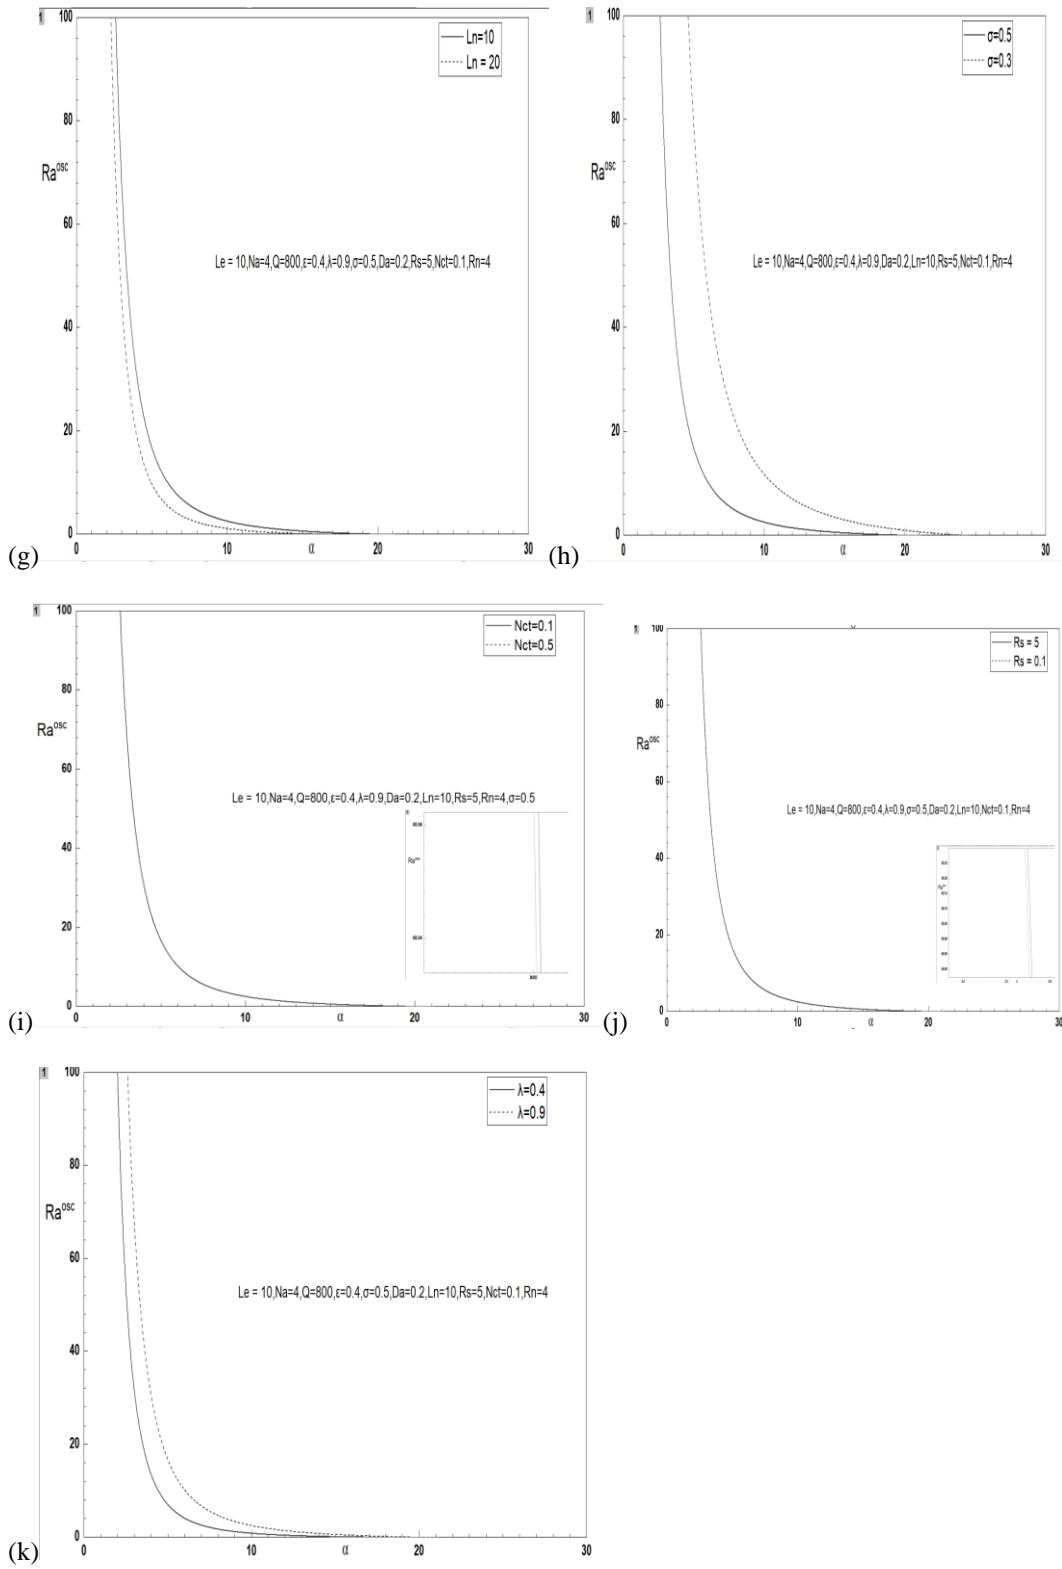 1
100
Ln=10
Ln = 20
80
Ra^osc
60
Le = 10,Na=4,Q=800,ε=0.4,λ=0.9,σ=0.5,Da=0.2,Rs=5,Nct=0.1,Rn=4
40
20
0
0 10 α 20 30
(g)
1
100
σ=0.5
σ=0.3
80
Ra^osc
60
Le = 10,Na=4,Q=800,ε=0.4,λ=0.9,Da=0.2,Ln=10,Rs=5,Nct=0.1,Rn=4
40
20
0
0 10 α 20 30
(h)
1
100
Nct=0.1
Nct=0.5
80
Ra^osc
60
Le = 10,Na=4,Q=800,ε=0.4,λ=0.9,Da=0.2,Ln=10,Rs=5,Rn=4,σ=0.5
40
Ra^osc
20
0
0 10 α 20 30
(i)
1
100
Rs = 5
Rs = 0.1
80
Ra^osc
60
Le = 10,Na=4,Q=800,ε=0.4,λ=0.9,σ=0.5,Da=0.2,Ln=10,Nct=0.1,Rn=4
40
20
0
0 10 α 20 30
(j)
1
100
λ=0.4
λ=0.9
80
Ra^osc
60
Le = 10,Na=4,Q=800,ε=0.4,σ=0.5,Da=0.2,Ln=10,Rs=5,Nct=0.1,Rn=4
40
20
0
0 10 α 20 30
(k)